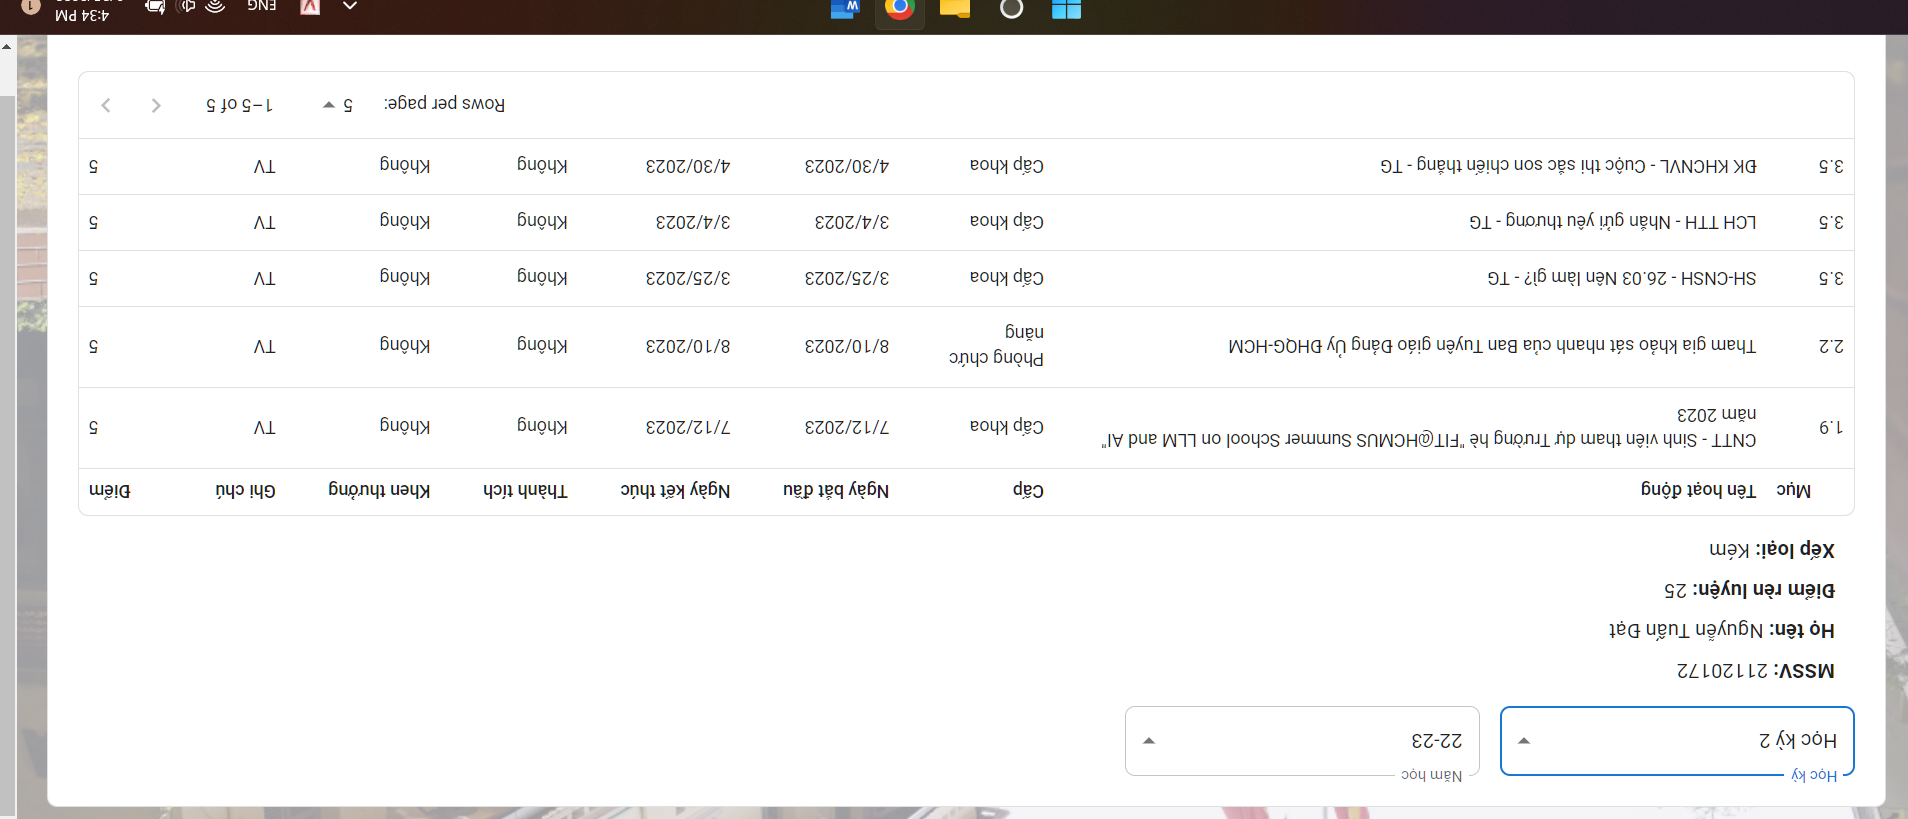 Học kỳ
Học kỳ 2
Năm học
22-23
MSSV: 21120172
Họ tên: Nguyễn Tuấn Đạt
Điểm rèn luyện: 25
Xếp loại: Kém
Mục Tên hoạt động Cấp Ngày bắt đầu Ngày kết thúc Thành tích Khen thưởng Ghi chú Điểm
1.9 CNTT - Sinh viên tham dự Trường hè "FIT@HCMUS Summer School on LLM and AI" năm 2023 Cấp khoa 7/12/2023 7/12/2023 Không Không TV 5
2.2 Tham gia khảo sát nhanh của Ban Tuyên giáo Đảng Ủy ĐHQG-HCM Phòng chức năng 8/10/2023 8/10/2023 Không Không TV 5
3.5 SH-CNSH - 26.03 Nên làm gì? - TG Cấp khoa 3/25/2023 3/25/2023 Không Không TV 5
3.5 LCH TTH - Nhắn gửi yêu thương - TG Cấp khoa 3/4/2023 3/4/2023 Không Không TV 5
3.5 ĐK KHCNVL - Cuộc thi sắc son chiến thắng - TG Cấp khoa 4/30/2023 4/30/2023 Không Không TV 5
Rows per page: 5 1–5 of 5
W
ENG
4:34 PM
1